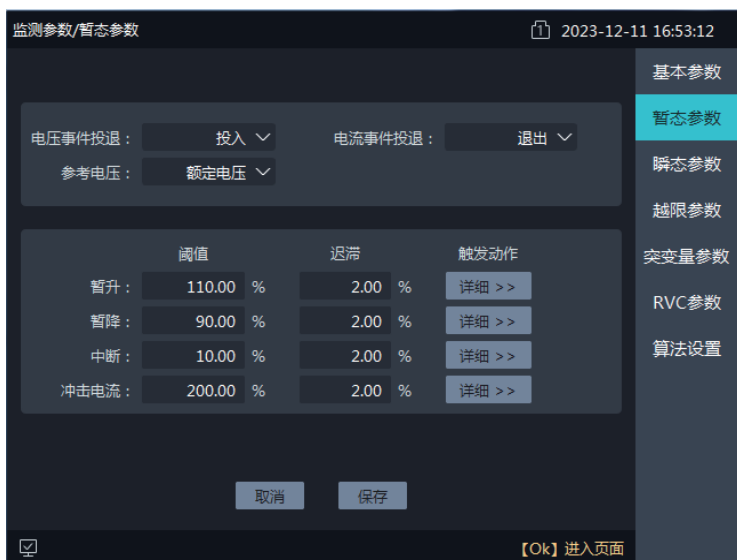 监测参数/暂态参数 1 2023-12-11 16:53:12
基本参数
暂态参数
瞬态参数
越限参数
突变量参数
RVC参数
算法设置
电压事件投退： 投入 电流事件投退： 退出
参考电压： 额定电压
阈值 迟滞 触发动作
暂升： 110.00 % 2.00 % 详细 >>
暂降： 90.00 % 2.00 % 详细 >>
中断： 10.00 % 2.00 % 详细 >>
冲击电流： 200.00 % 2.00 % 详细 >>
取消 保存
【Ok】进入页面